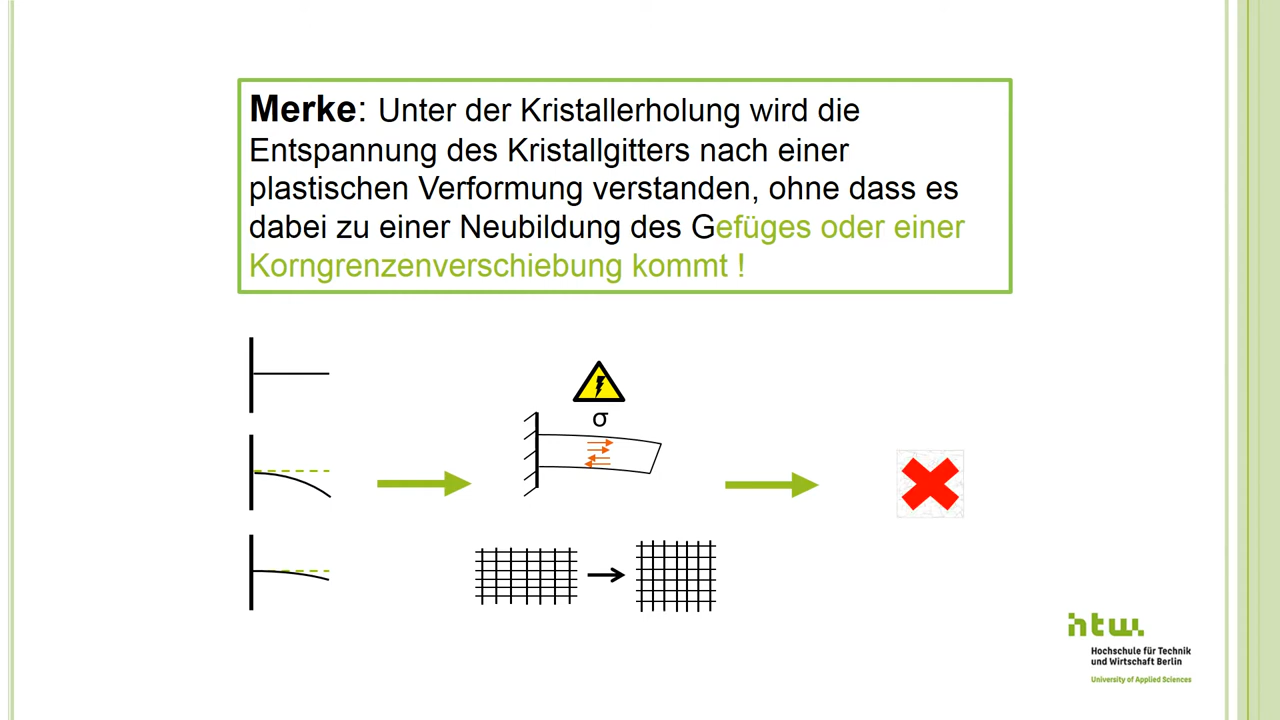 Merke: Unter der Kristallerholung wird die
Entspannung des Kristallgitters nach einer
plastischen Verformung verstanden, ohne dass es
dabei zu einer Neubildung des Gefüges oder einer
Korngrenzenverschiebung kommt !
σ
htw.
Hochschule für Technik
und Wirtschaft Berlin
University of Applied Sciences